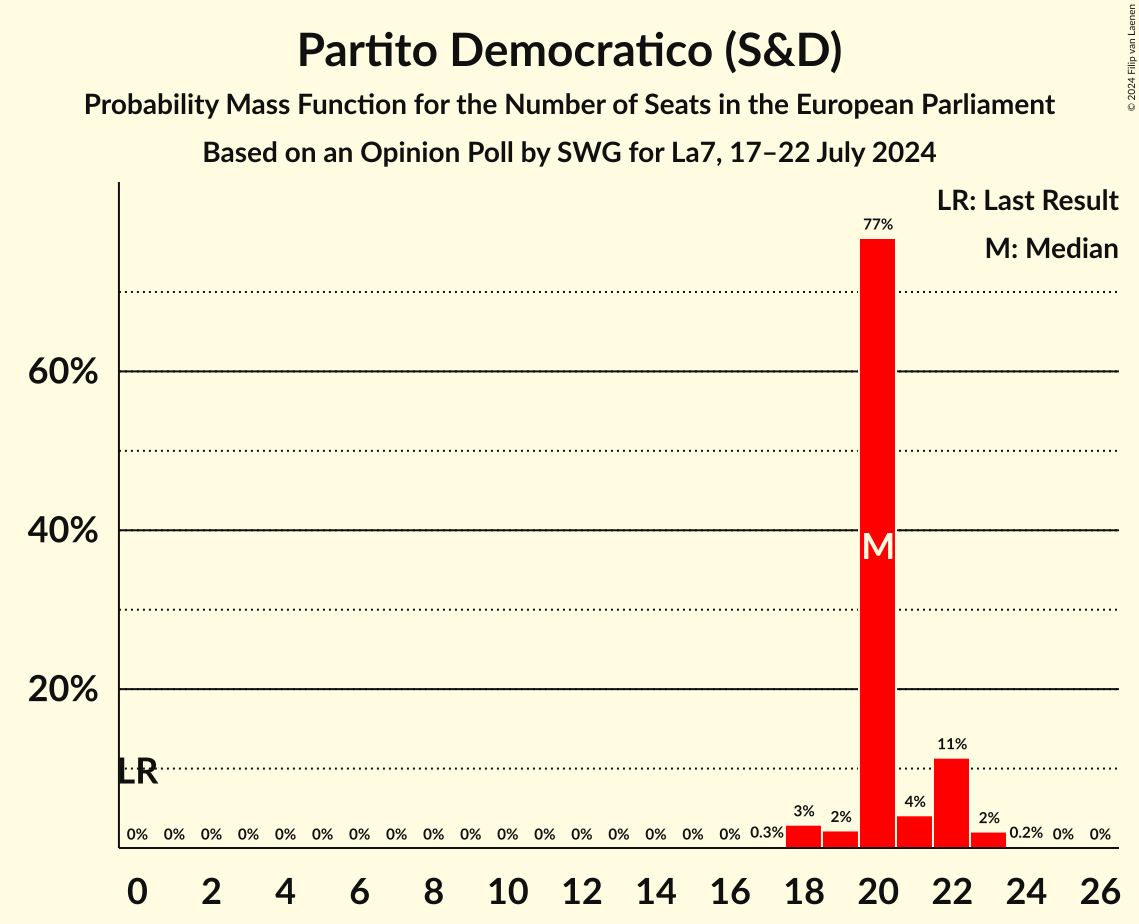 Partito Democratico (S&D)
Probability Mass Function for the Number of Seats in the European Parliament
Based on an Opinion Poll by SWG for La7, 17–22 July 2024
© 2024 Filip van Laenen
LR: Last Result
M: Median
77%
60%
40%
M
20%
11%
LR
4%
3%
2%
2%
0% 0% 0% 0% 0% 0% 0% 0% 0% 0% 0% 0% 0% 0% 0% 0% 0% 0.3% 0.2% 0% 0%
0 2 4 6 8 10 12 14 16 18 20 22 24 26